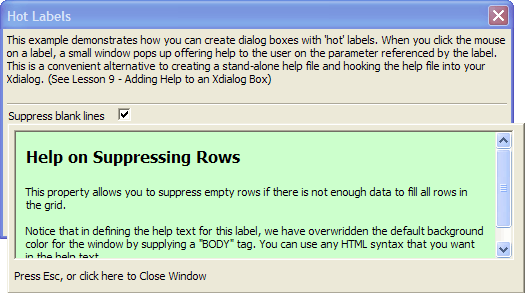 Hot Labels
This example demonstrates how you can create dialog boxes with 'hot' labels. When you click the mouse
on a label, a small window pops up offering help to the user on the parameter referenced by the label.
This is a convenient alternative to creating a stand-alone help file and hooking the help file into your
Xdialog. (See Lesson 9 - Adding Help to an Xdialog Box)
Suppress blank lines
Help on Suppressing Rows
This property allows you to suppress empty rows if there is not enough data to fill all rows in
the grid.
Notice that in defining the help text for this label, we have overwridden the default background
color for the window by supplying a "BODY" tag. You can use any HTML syntax that you want
in the help text.
Press Esc, or click here to Close Window